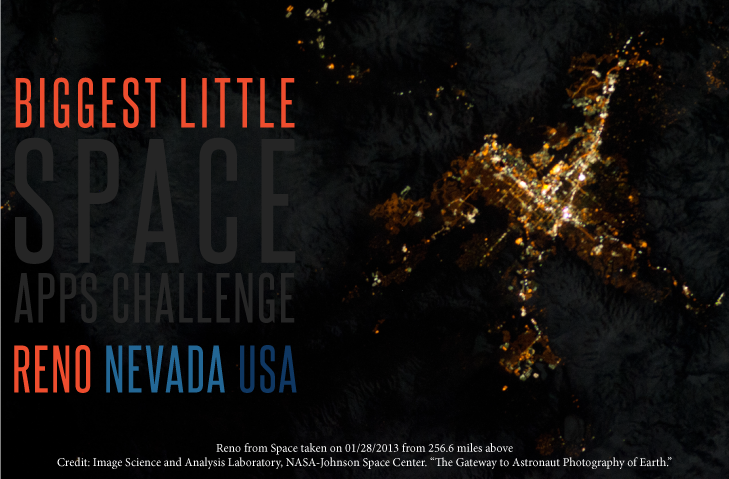 BIGGEST LITTLE
SPACE
APPS CHALLENGE
RENO NEVADA USA
Reno from Space taken on 01/28/2013 from 256.6 miles above
Credit: Image Science and Analysis Laboratory, NASA-Johnson Space Center. “The Gateway to Astronaut Photography of Earth.”